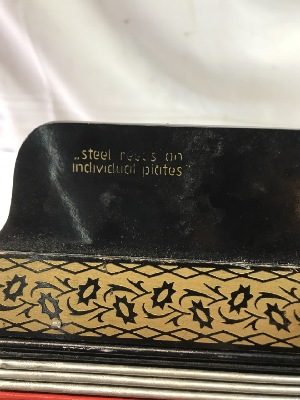 „steel reeds on
individual plates"